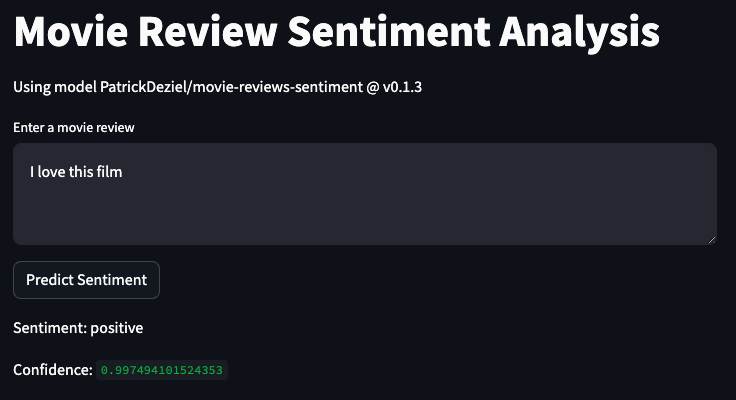 Movie Review Sentiment Analysis
Using model PatrickDeziel/movie-reviews-sentiment @ v0.1.3
Enter a movie review
I love this film
Predict Sentiment
Sentiment: positive
Confidence: 0.997494101524353